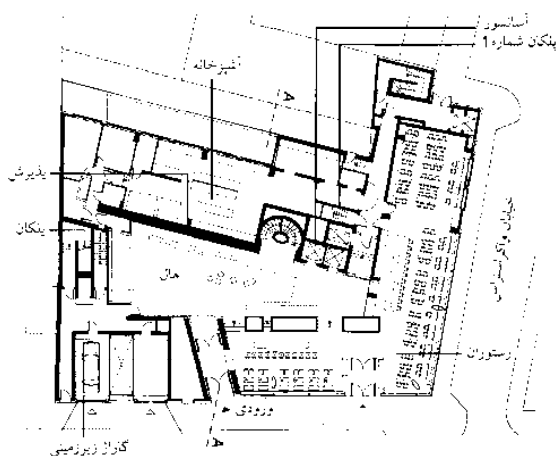 آسانسور
پلکان شماره 1
آشپزخانه
A
پذیرش
پلکان
هال
رستوران
ورودی
A
گاراژ زیرزمینی